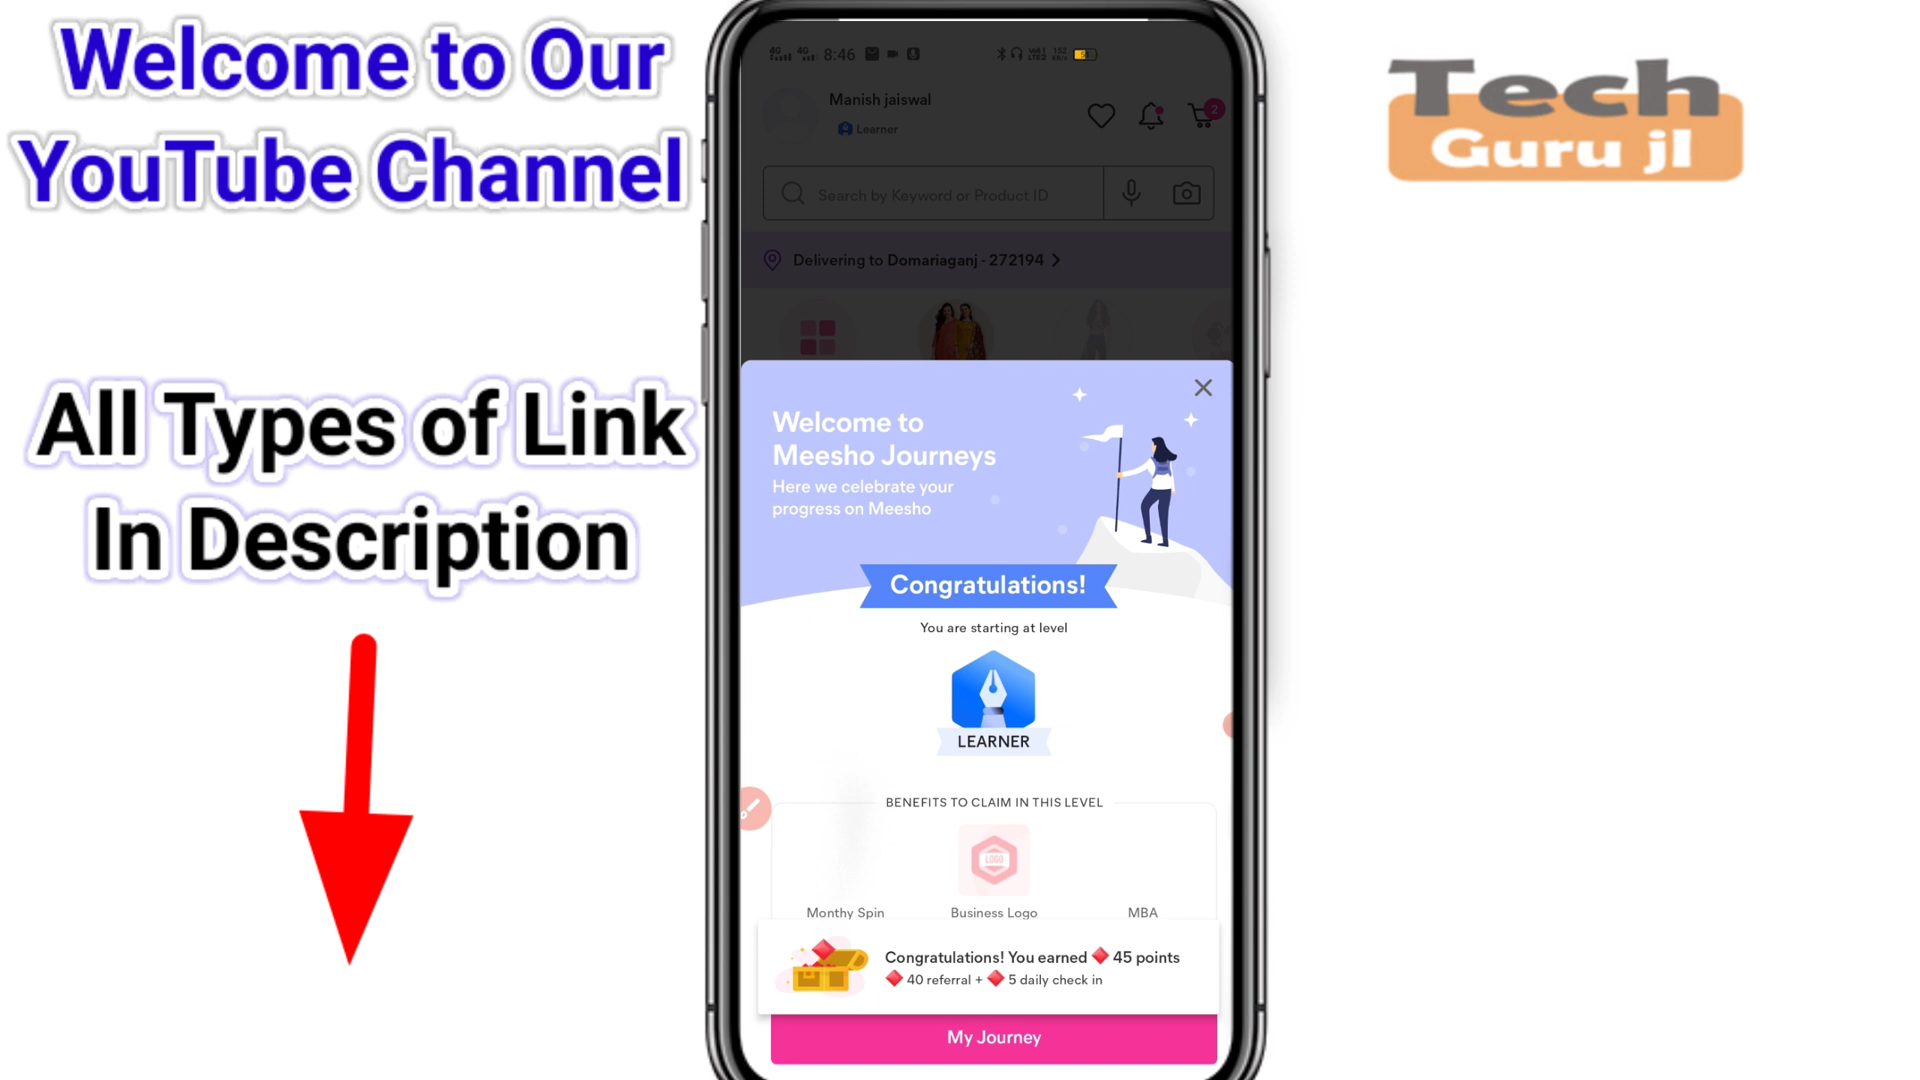 Welcome to Our
YouTube Channel
All Types of Link
In Description
Tech
Guru jI
8:46
Manish jaiswal
Learner
2
Search by Keyword or Product ID
Delivering to Domariaganj - 272194
Welcome to
Meesho Journeys
Here we celebrate your
progress on Meesho
Congratulations!
You are starting at level
LEARNER
BENEFITS TO CLAIM IN THIS LEVEL
LOGO
Monthy Spin
Business Logo
MBA
Congratulations! You earned 45 points
40 referral + 5 daily check in
My Journey